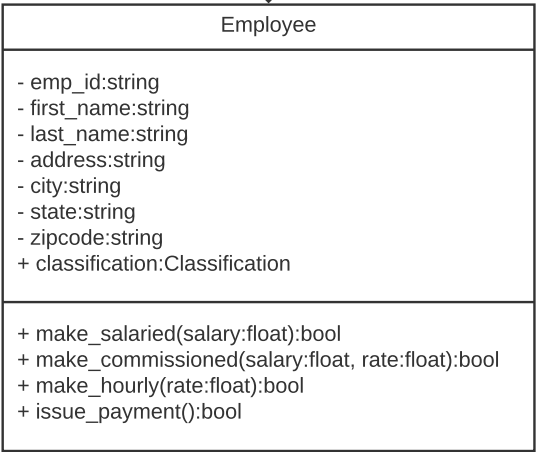 Employee
- emp_id:string
- first_name:string
- last_name:string
- address:string
- city:string
- state:string
- zipcode:string
+ classification:Classification
+ make_salaried(salary:float):bool
+ make_commissioned(salary:float, rate:float):bool
+ make_hourly(rate:float):bool
+ issue_payment():bool